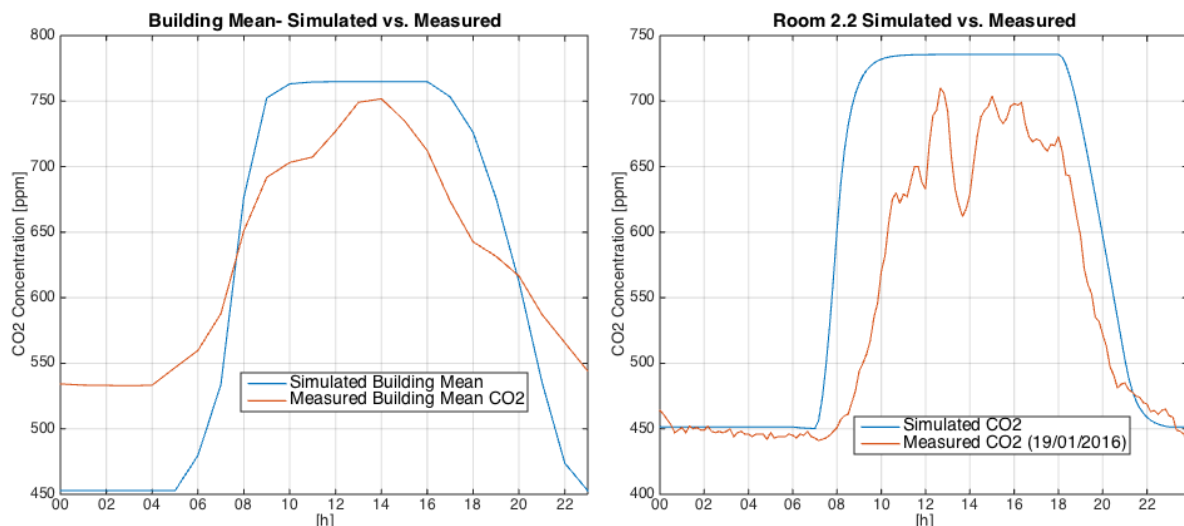 Building Mean- Simulated vs. Measured
800
750
700
650
600
550
500
450
CO2 Concentration [ppm]
00 02 04 06 08 10 12 14 16 18 20 22
[h]
Simulated Building Mean
Measured Building Mean CO2
Room 2.2 Simulated vs. Measured
750
700
650
600
550
500
450
400
CO2 Concentration [ppm]
00 02 04 06 08 10 12 14 16 18 20 22
[h]
Simulated CO2
Measured CO2 (19/01/2016)